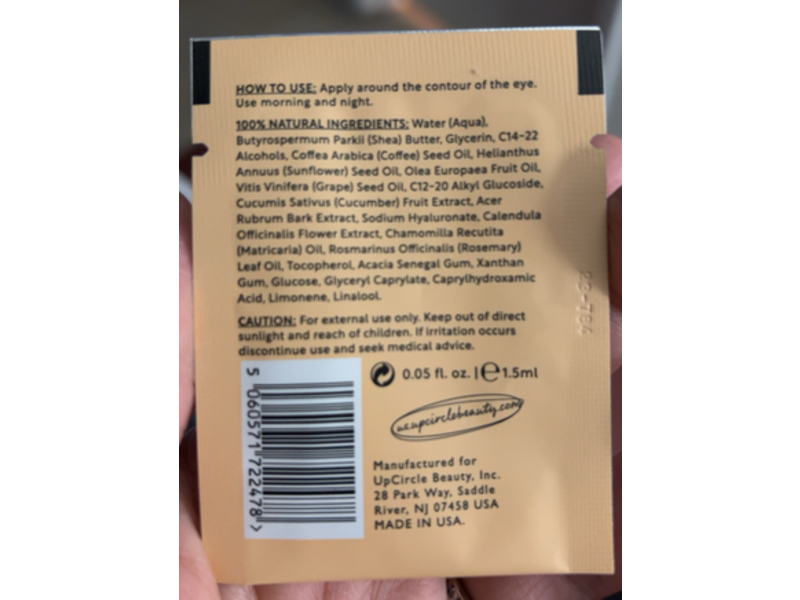 HOW TO USE: Apply around the contour of the eye.
Use morning and night.
100% NATURAL INGREDIENTS: Water (Aqua),
Butyrospermum Parkii (Shea) Butter, Glycerin, C14-22
Alcohols, Coffea Arabica (Coffee) Seed Oil, Helianthus
Annuus (Sunflower) Seed Oil, Olea Europaea Fruit Oil,
Vitis Vinifera (Grape) Seed Oil, C12-20 Alkyl Glucoside,
Cucumis Sativus (Cucumber) Fruit Extract, Acer
Rubrum Bark Extract, Sodium Hyaluronate, Calendula
Officinalis Flower Extract, Chamomilla Recutita
(Matricaria) Oil, Rosmarinus Officinalis (Rosemary)
Leaf Oil, Tocopherol, Acacia Senegal Gum, Xanthan
Gum, Glucose, Glyceryl Caprylate, Caprylhydroxamic
Acid, Limonene, Linalool.
CAUTION: For external use only. Keep out of direct
sunlight and reach of children. If irritation occurs
discontinue use and seek medical advice.
0.05 fl. oz. | ℮ 1.5ml
us.upcirclebeauty.com
Manufactured for
UpCircle Beauty, Inc.
28 Park Way, Saddle
River, NJ 07458 USA
MADE IN USA.
5 060571 722478 >
23-784